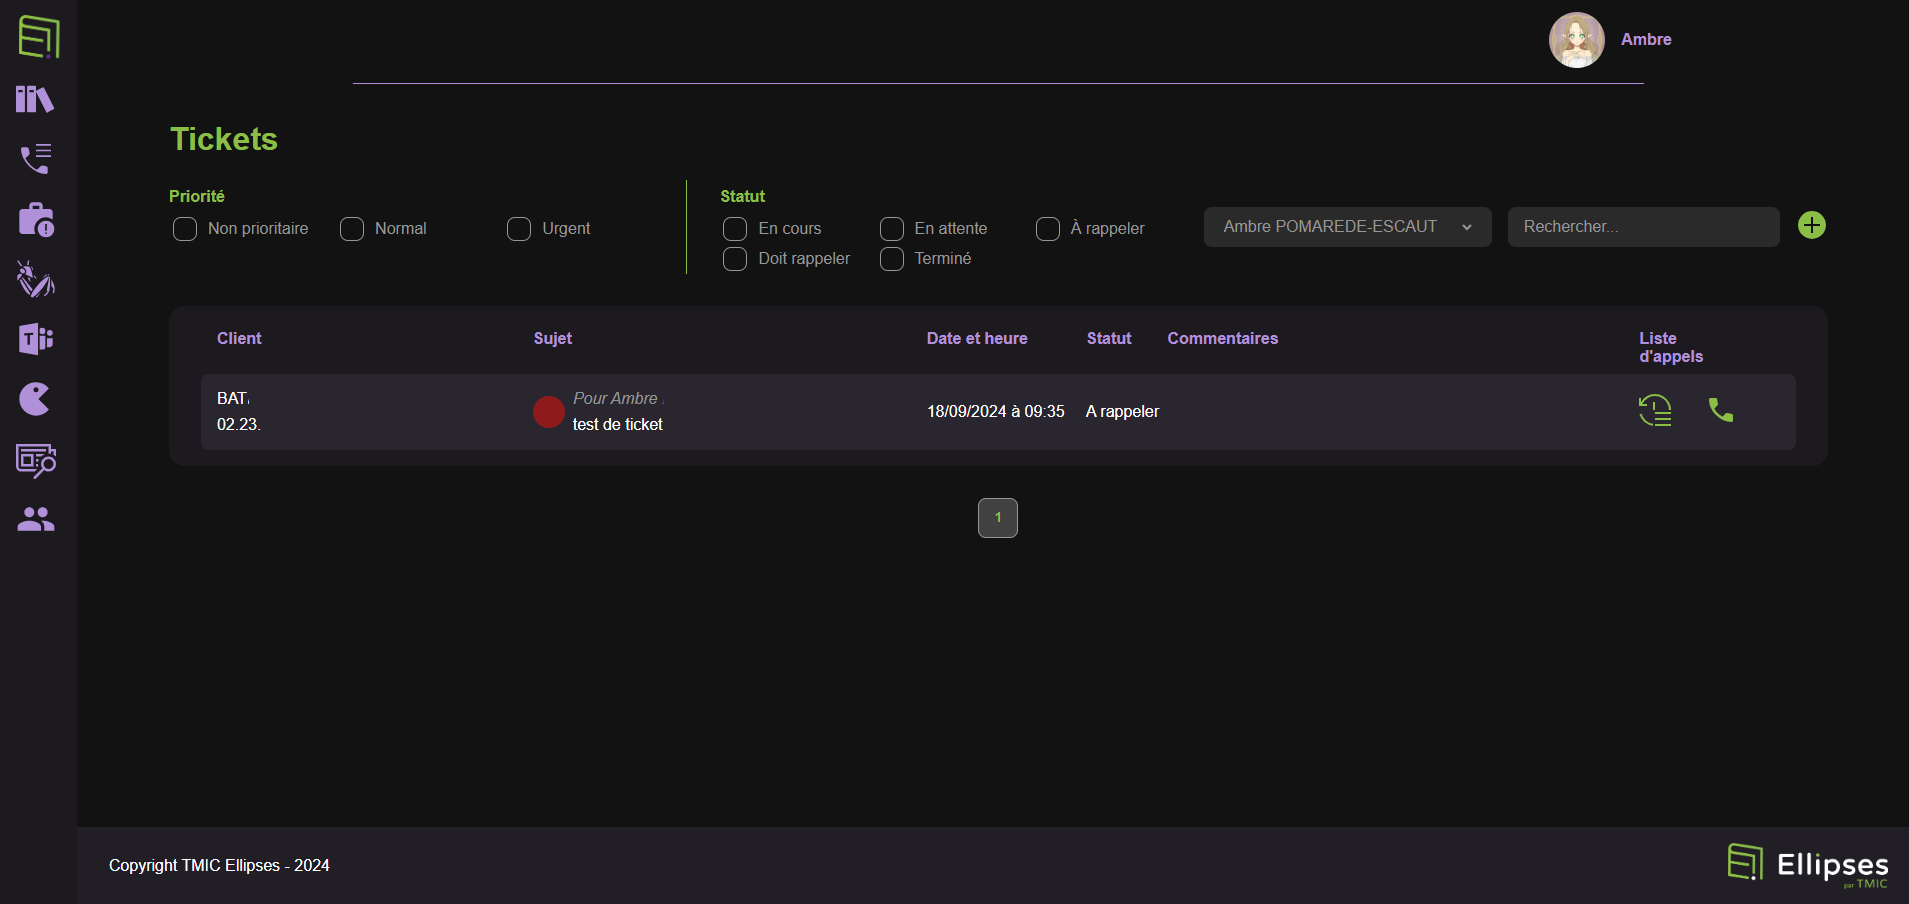 Ambre
Tickets
Priorité
Non prioritaire
Normal
Urgent
Statut
En cours
En attente
À rappeler
Doit rappeler
Terminé
Ambre POMAREDE-ESCAUT
Rechercher...
Client
Sujet
Date et heure
Statut
Commentaires
Liste
d'appels
BAT
02.23.
Pour Ambre
test de ticket
18/09/2024 à 09:35
A rappeler
1
Copyright TMIC Ellipses - 2024
Ellipses
par TMIC